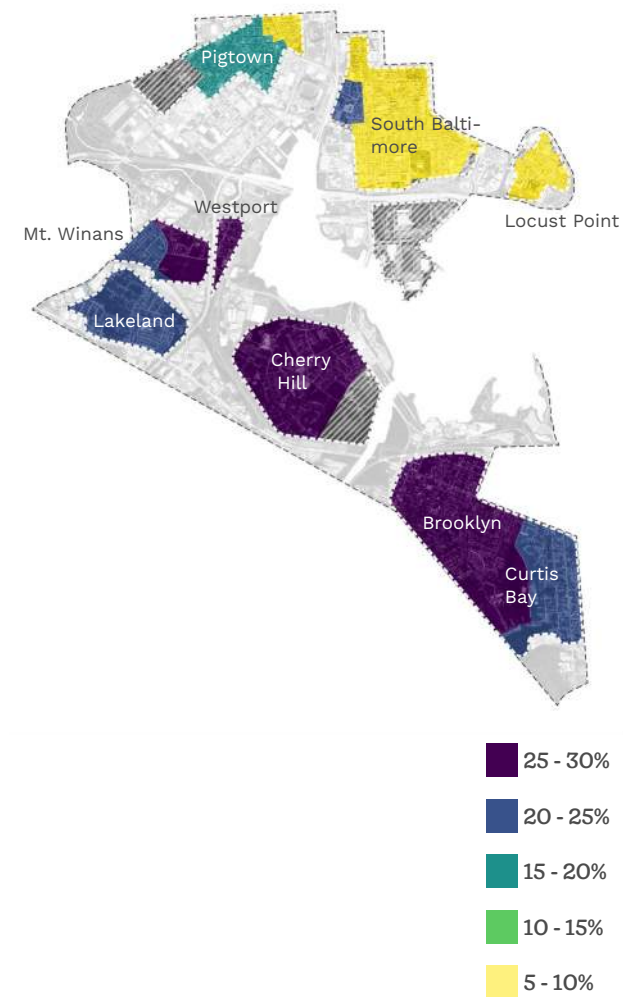 Pigtown
South Balti-
more
Westport
Locust Point
Mt. Winans
Lakeland
Cherry
Hill
Brooklyn
Curtis
Bay
25 - 30%
20 - 25%
15 - 20%
10 - 15%
5 - 10%